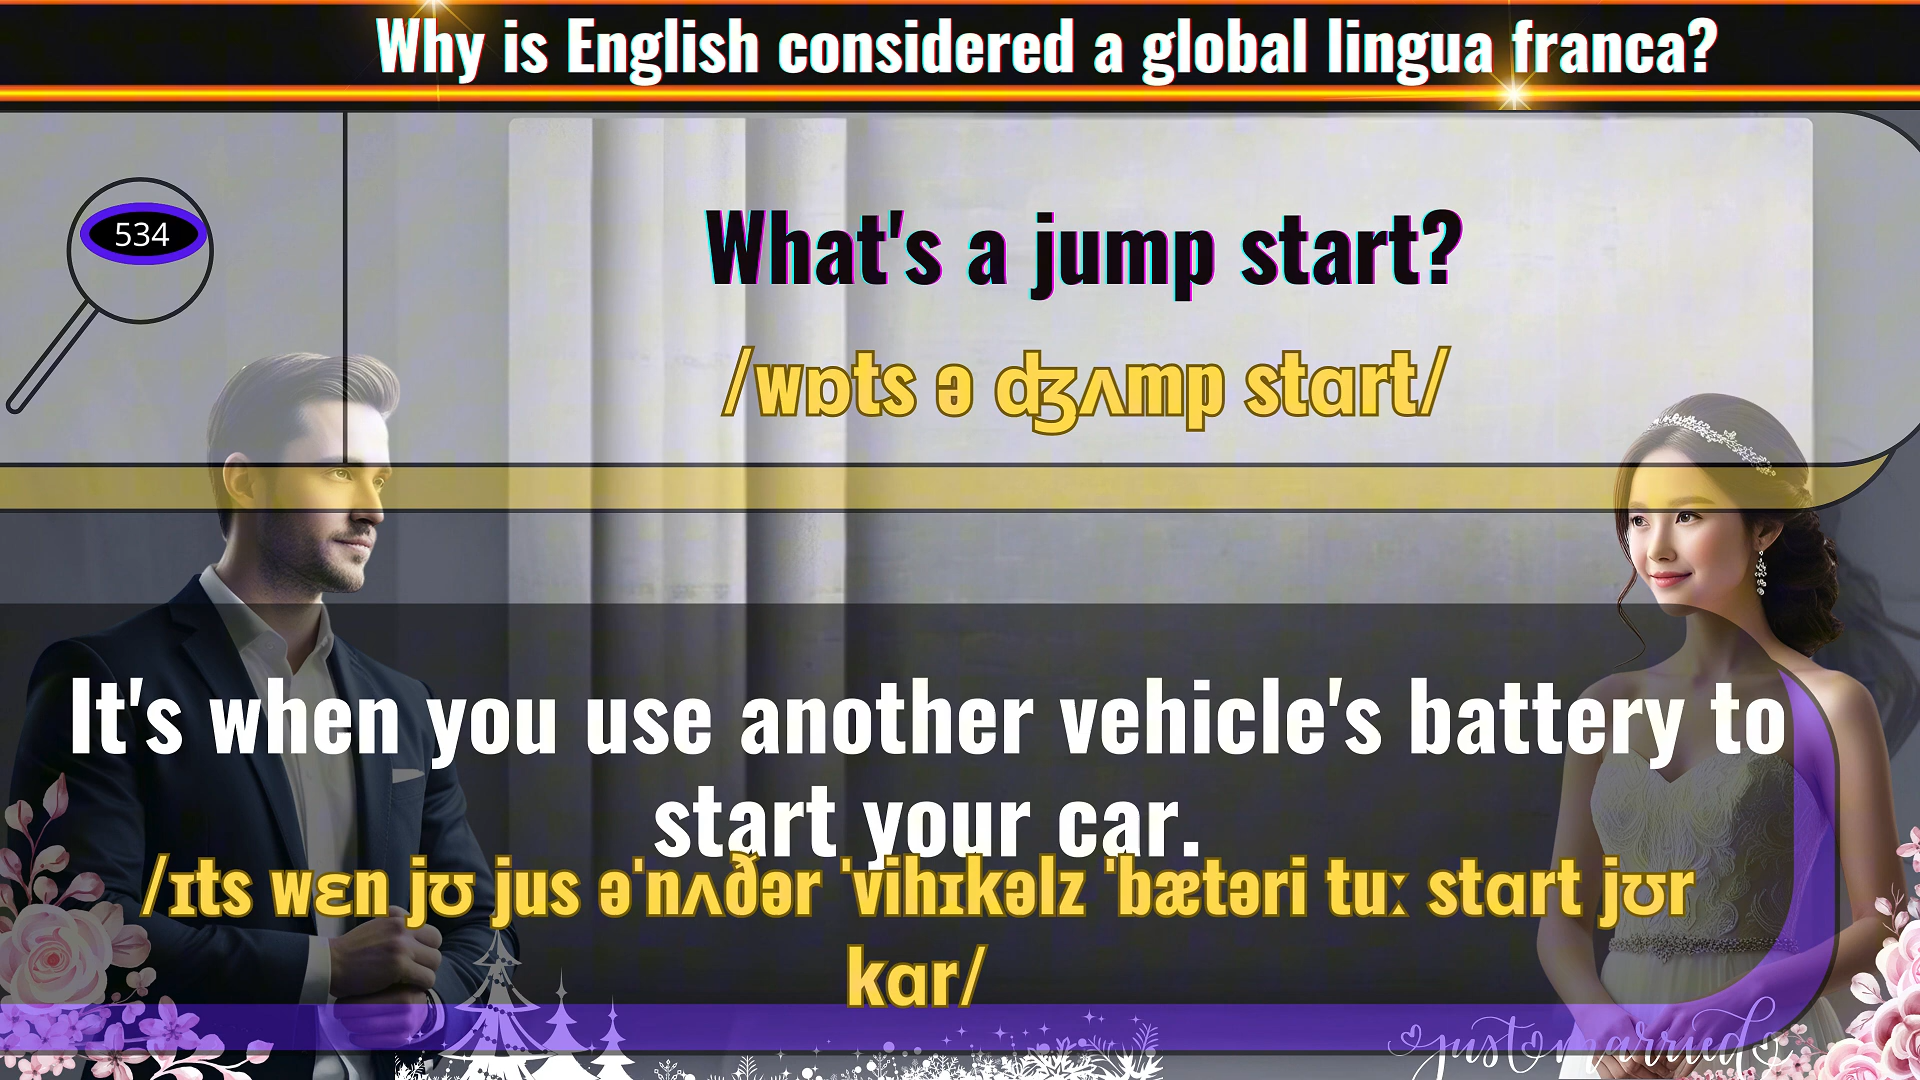 Why is English considered a global lingua franca?
534
What's a jump start?
/wɒts ə ʤʌmp stɑrt/
It's when you use another vehicle's battery to
start your car.
/ɪts wɛn jʊ jus əˈnʌðər ˈvihɪkəlz ˈbætəri tuː stɑrt jʊr
kɑr/
just married